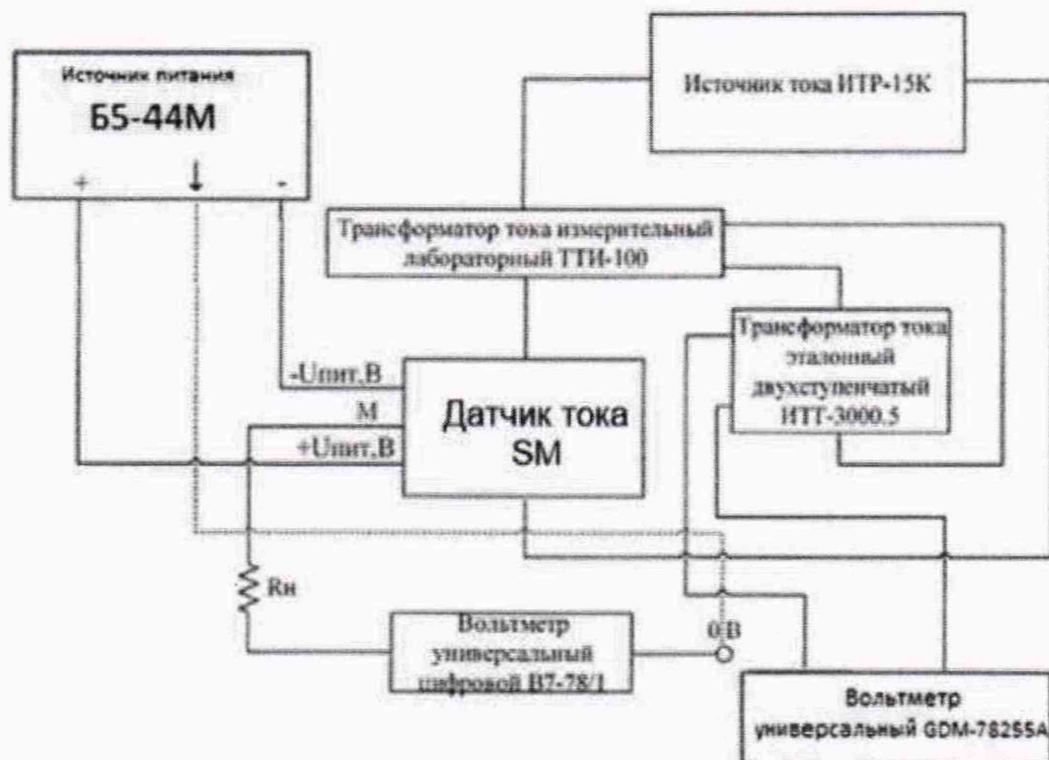 Источник питания
Б5-44М
+
-
Источник тока ИТР-15К
Трансформатор тока измерительный
лабораторный ТТИ-100
Трансформатор тока
эталонный
двухступенчатый
ИТТ-3000.5
-Uпит,В
М
+Uпит,В
Датчик тока
SM
Rн
Вольтметр
универсальный
цифровой В7-78/1
0 В
Вольтметр
универсальный GDM-78255A